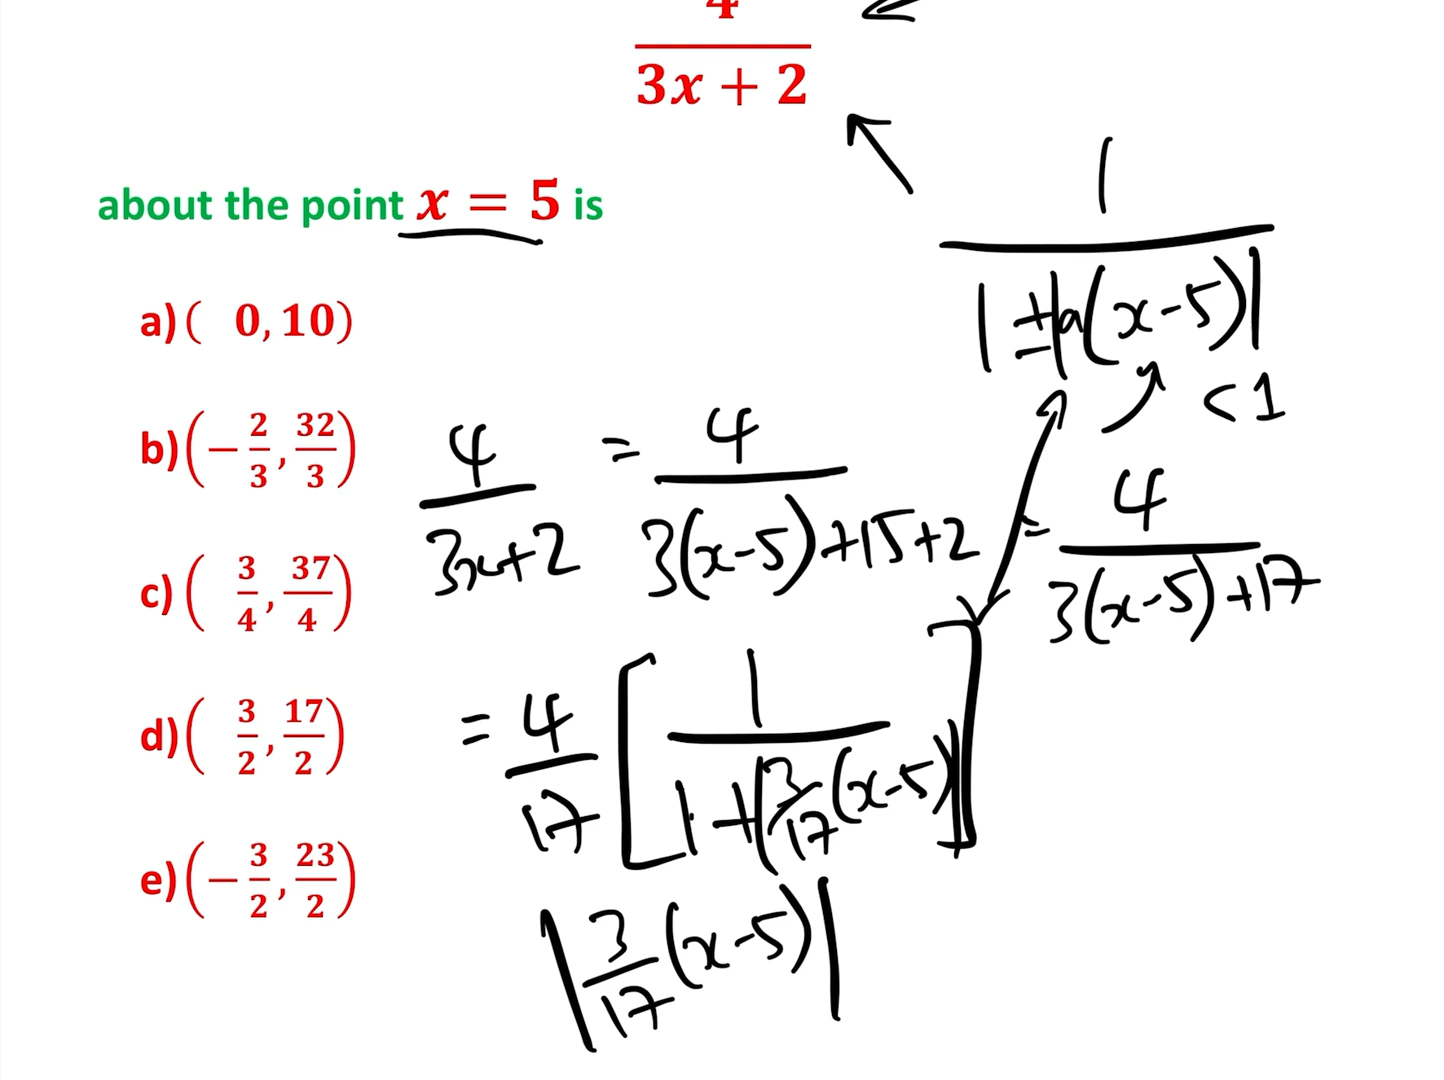 4
3x + 2
about the point x = 5 is
a) ( 0, 10)
b) (−2/3, 32/3)
c) ( 3/4, 37/4)
d) ( 3/2, 17/2)
e) (−3/2, 23/2)
1
1 ± |a(x-5)|
< 1
4/(3x+2) = 4/(3(x-5)+15+2) = 4/(3(x-5)+17)
= 4/17 [1/(1+|3/17(x-5)|)]
|3/17(x-5)|